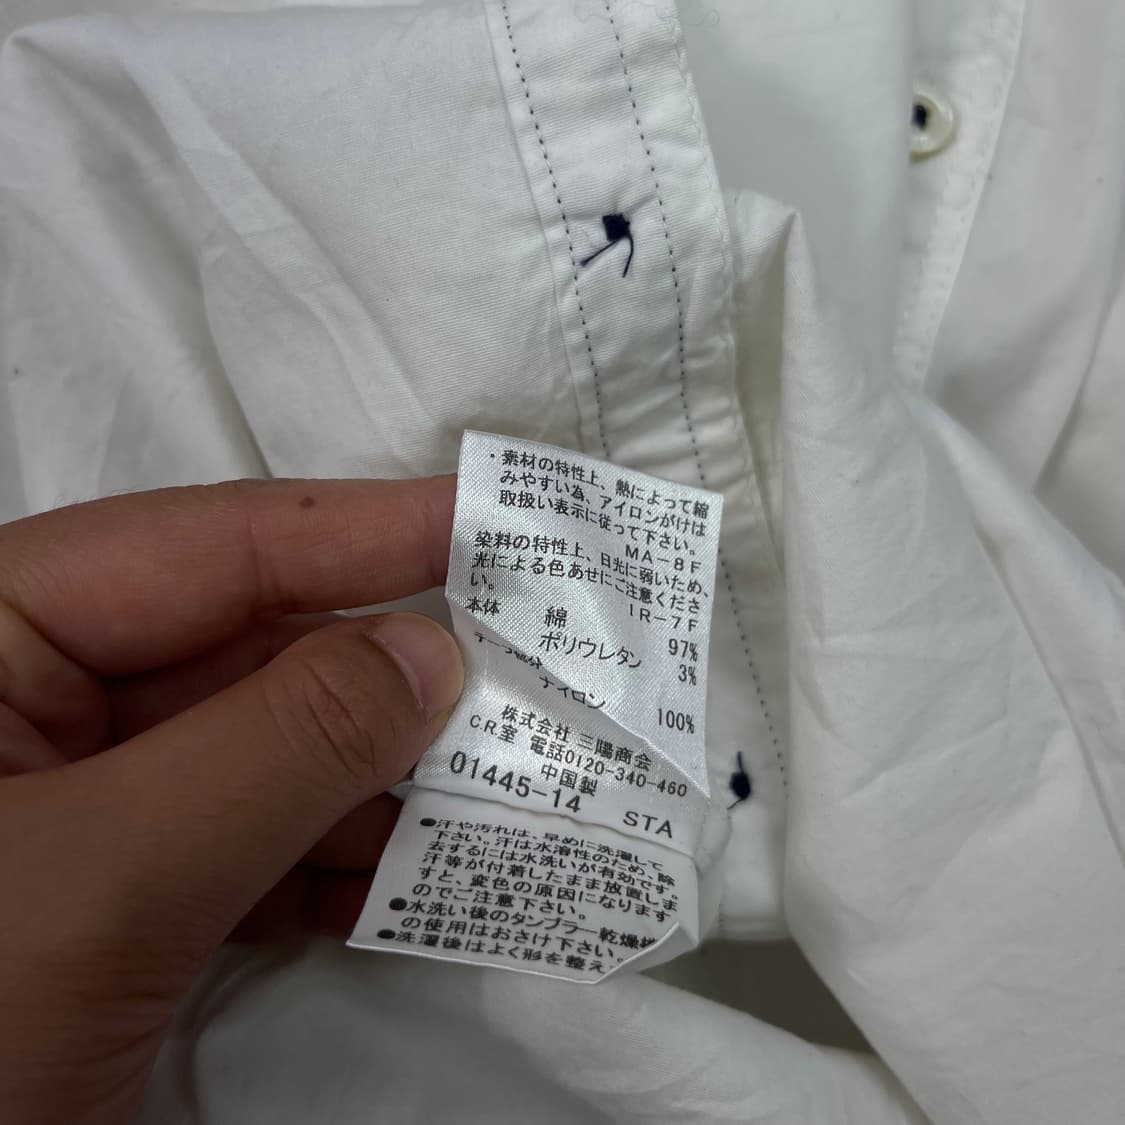 ・素材の特性上、熱によって縮
みやすい為、アイロンがけは
取扱い表示に従って下さい。
MA-8F
染料の特性上、日光に弱いため、
光による色あせにご注意くださ
い。
IR-7F
本体 綿 97%
ポリウレタン 3%
テープ部分
ナイロン 100%
株式会社 三陽商会
C.R.室 電話0120-340-460
中国製
01445-14 STA
●汗や汚れは、早めに洗濯して
下さい。汗は水溶性のため、除
去するには水洗いが有効です。
汗等が付着したまま放置しま
すと、変色の原因になります
のでご注意下さい。
●水洗い後のタンブラー乾燥
の使用はおさけ下さい。
●洗濯後はよく形を整え